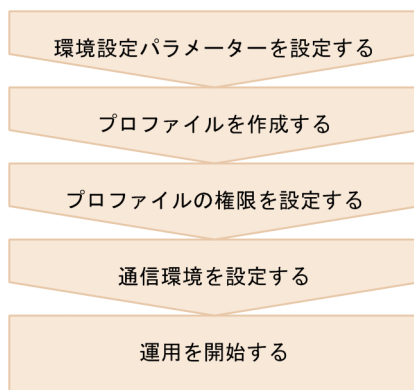 環境設定パラメーターを設定する
プロファイルを作成する
プロファイルの権限を設定する
通信環境を設定する
運用を開始する